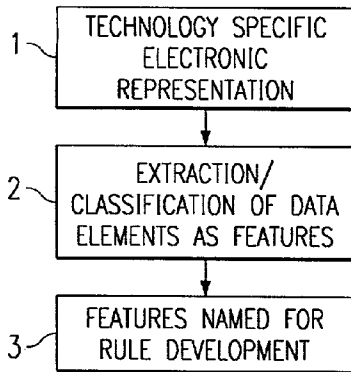 1
TECHNOLOGY SPECIFIC
ELECTRONIC
REPRESENTATION
2
EXTRACTION/
CLASSIFICATION OF DATA
ELEMENTS AS FEATURES
3
FEATURES NAMED FOR
RULE DEVELOPMENT